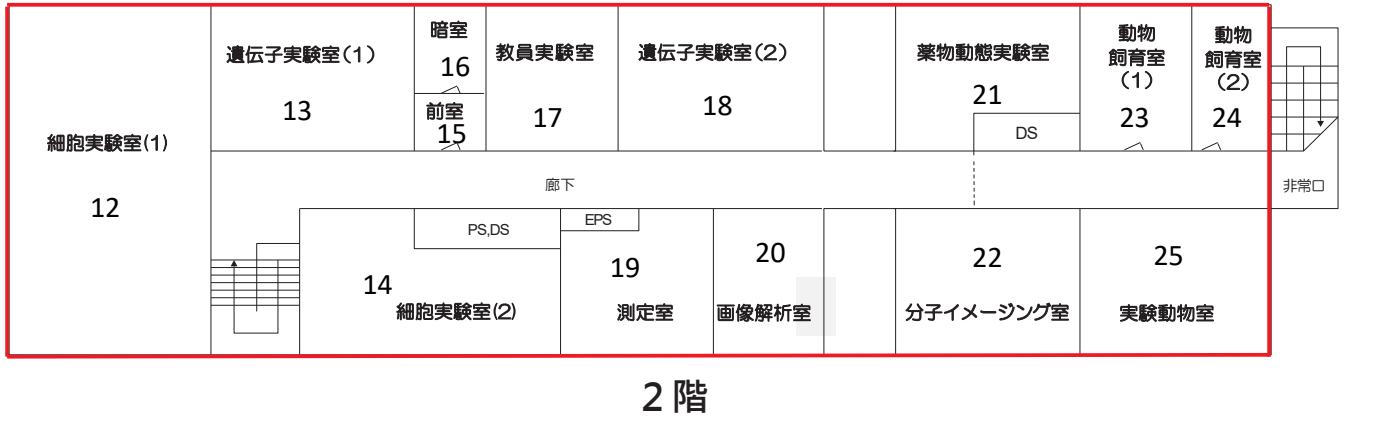 細胞実験室(1)
12
遺伝子実験室(1)
13
暗室
16
前室
15
教員実験室
17
遺伝子実験室(2)
18
薬物動態実験室
21
DS
動物
飼育室
(1)
23
動物
飼育室
(2)
24
廊下
非常口
PS,DS
14
細胞実験室(2)
EPS
19
測定室
20
画像解析室
22
分子イメージング室
25
実験動物室
2階